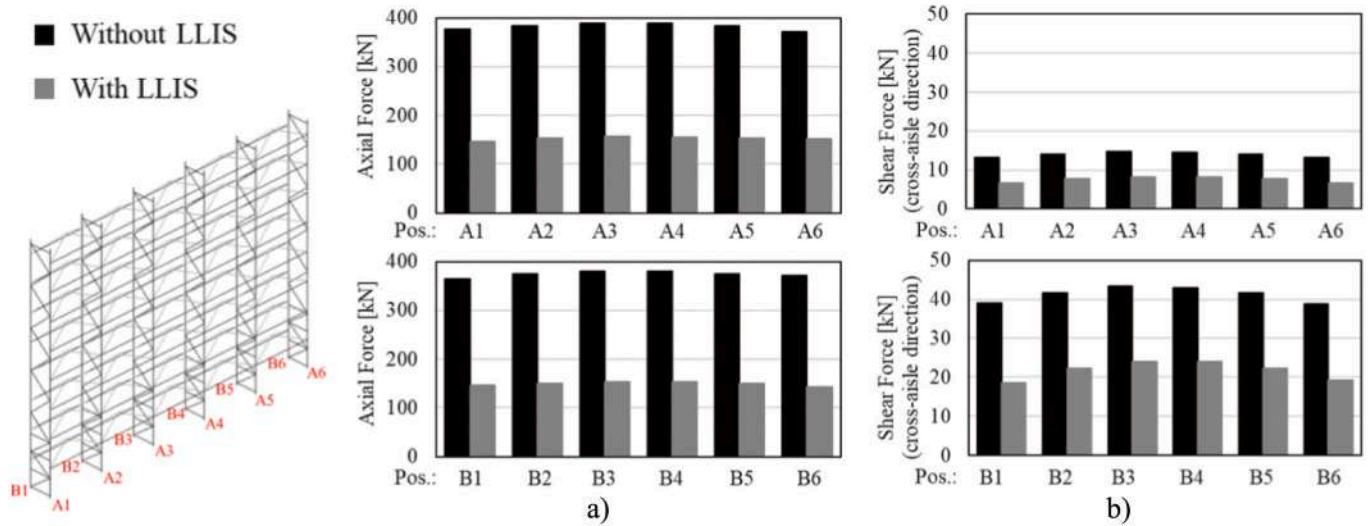 Without LLIS
With LLIS
B1
A1
B2
A2
B3
A3
B4
A4
B5
A5
B6
A6
Axial Force [kN]
400
300
200
100
0
Pos.: A1 A2 A3 A4 A5 A6
Axial Force [kN]
400
300
200
100
0
Pos.: B1 B2 B3 B4 B5 B6
a)
Shear Force [kN]
(cross-aisle direction)
50
40
30
20
10
0
Pos.: A1 A2 A3 A4 A5 A6
Shear Force [kN]
(cross-aisle direction)
50
40
30
20
10
0
Pos.: B1 B2 B3 B4 B5 B6
b)